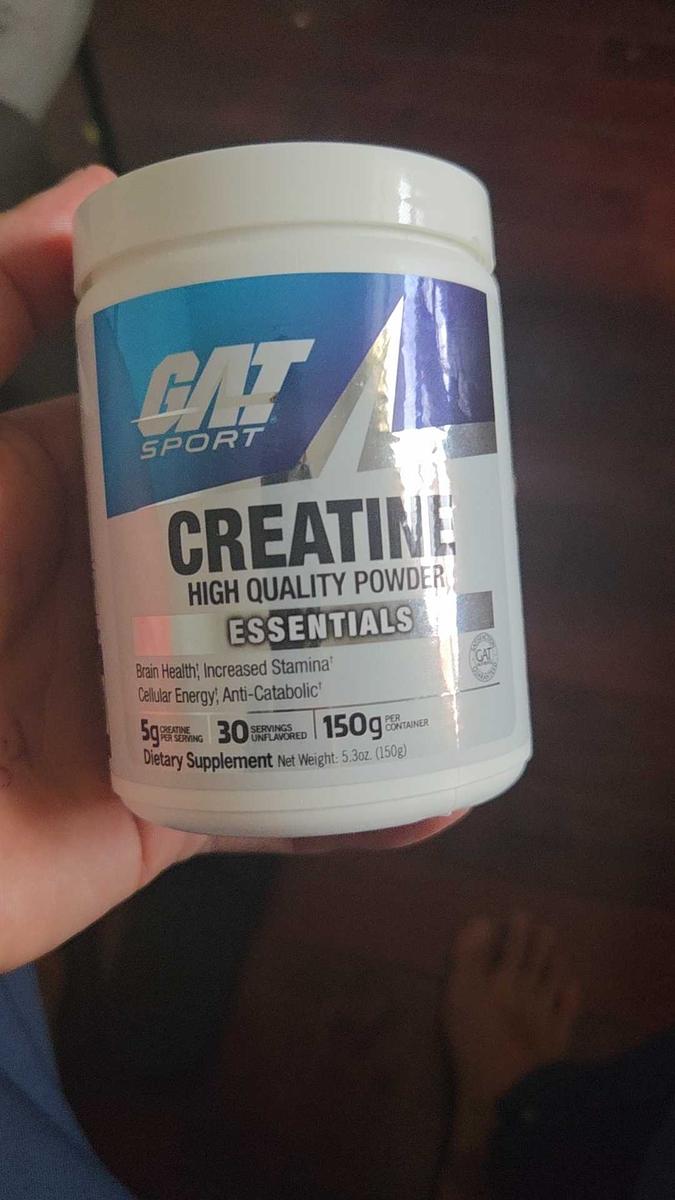 GAT
SPORT
CREATINE
HIGH QUALITY POWDER
ESSENTIALS
Brain Health†, Increased Stamina†
Cellular Energy†, Anti-Catabolic†
GAT
5g CREATINE PER SERVING 30 SERVINGS UNFLAVORED 150g PER CONTAINER
Dietary Supplement Net Weight: 5.3oz. (150g)